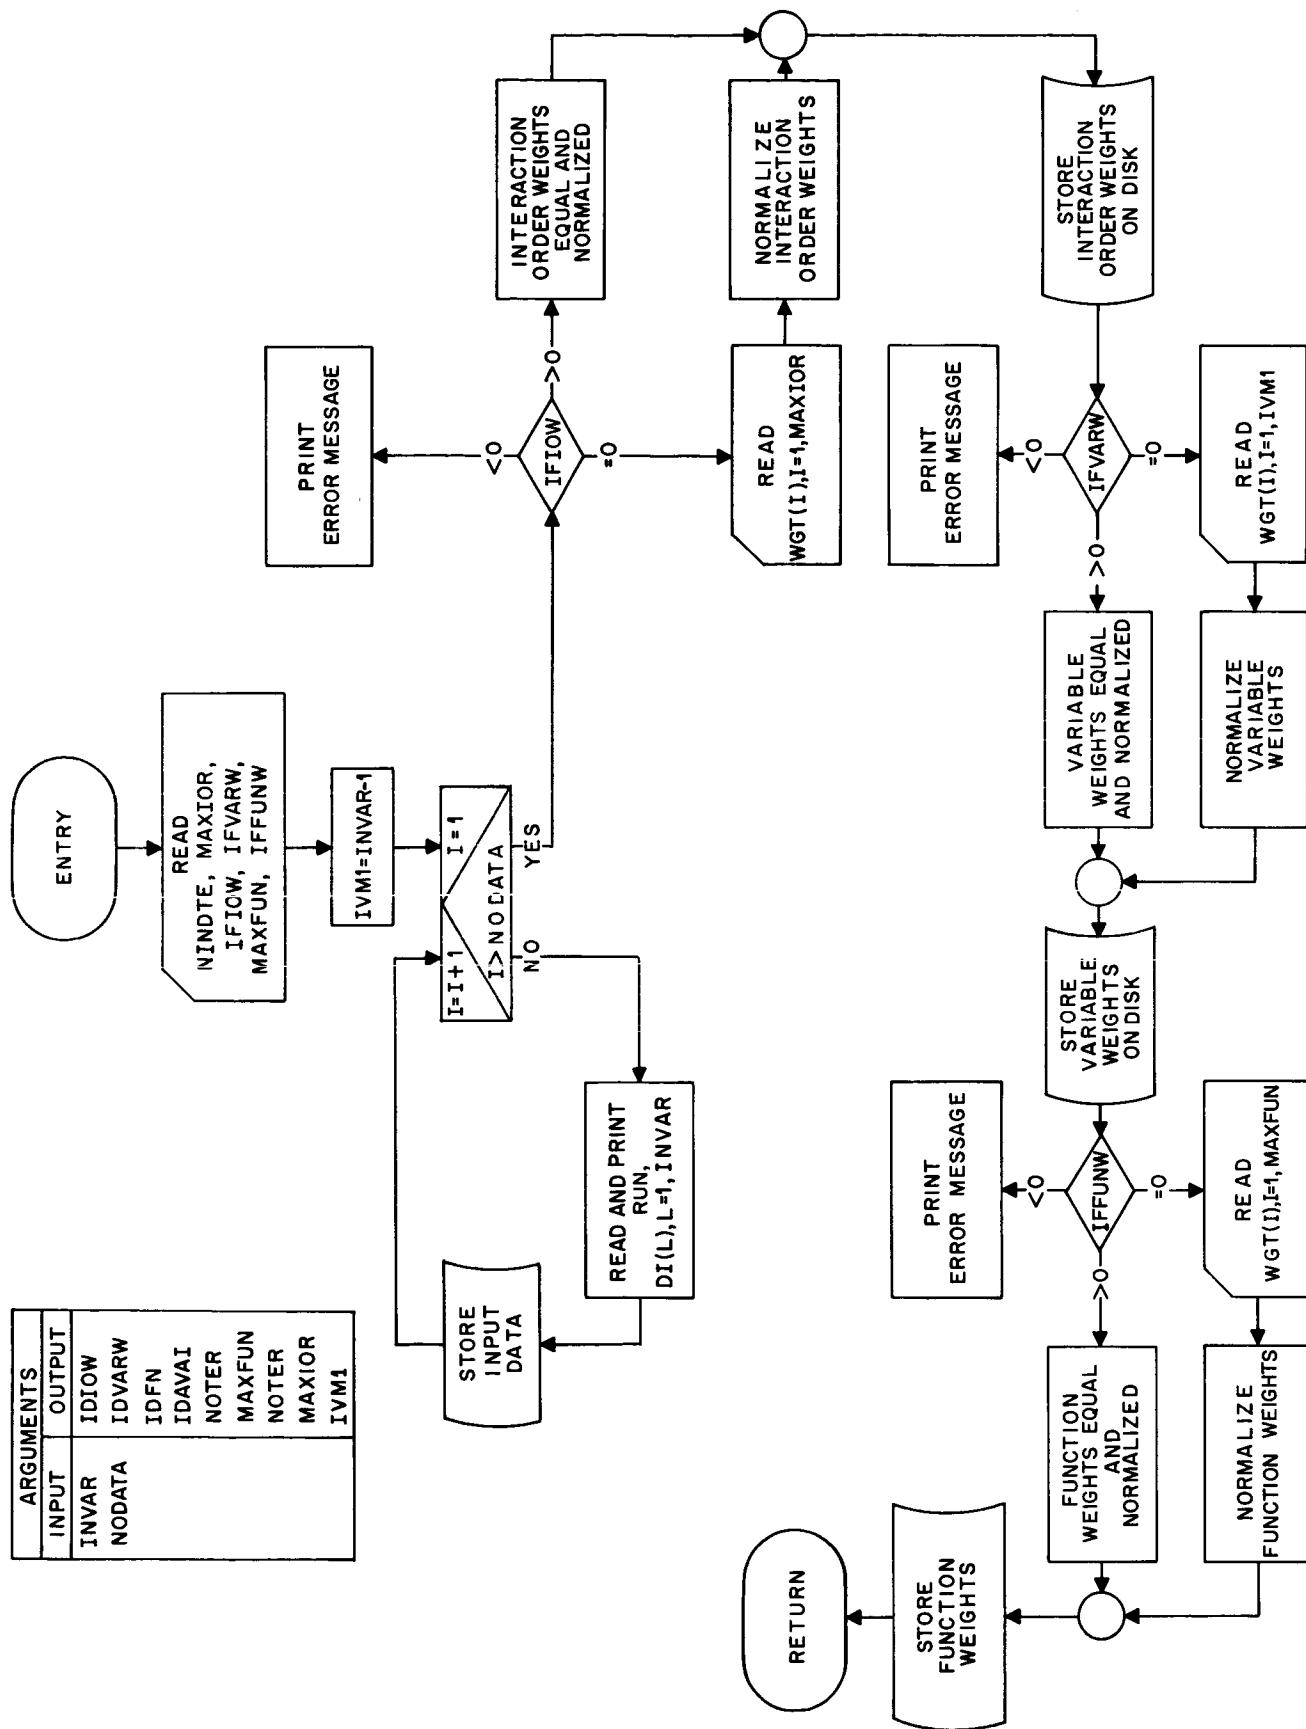 ARGUMENTS
INPUT OUTPUT
INVAR IDIOW
NODATA IDVARW
IDFN
IDAVAI
NOTER
MAXFUN
NOTER
MAXIOR
IVM1
ENTRY
READ
NINDTE, MAXIOR,
IFIOW, IFVARW,
MAXFUN, IFFUNW
IVM1=INVAR-1
I=I+1
I=1
I>NODATA
NO
YES
READ AND PRINT
RUN,
DI(L),L=1,INVAR
STORE
INPUT
DATA
PRINT
ERROR MESSAGE
<0
IFIOW
>0
=0
INTERACTION
ORDER WEIGHTS
EQUAL AND
NORMALIZED
READ
WGT(I),I=1,MAXIOR
NORMALIZE
INTERACTION
ORDER WEIGHTS
STORE
INTERACTION
ORDER WEIGHTS
ON DISK
PRINT
ERROR MESSAGE
<0
IFVARW
>0
=0
VARIABLE
WEIGHTS EQUAL
AND NORMALIZED
READ
WGT(I),I=1,IVM1
NORMALIZE
VARIABLE
WEIGHTS
STORE
VARIABLE
WEIGHTS
ON DISK
PRINT
ERROR MESSAGE
<0
IFFUNW
>0
=0
FUNCTION
WEIGHTS EQUAL
AND
NORMALIZED
READ
WGT(I),I=1,MAXFUN
NORMALIZE
FUNCTION WEIGHTS
STORE
FUNCTION
WEIGHTS
RETURN